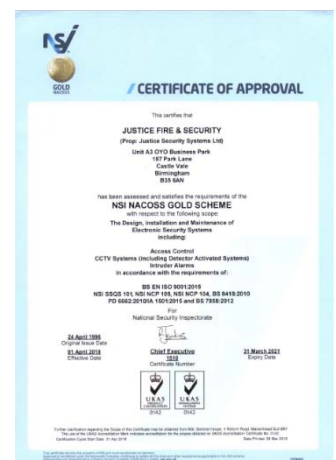 nsi
GOLD
NACOSS
CERTIFICATE OF APPROVAL
This certifies that
JUSTICE FIRE & SECURITY
(Prop: Justice Security Systems Ltd)
Unit A3 OYO Business Park
187 Park Lane
Castle Vale
Birmingham
B35 6AN
has been assessed and satisfies the requirements of the
NSI NACOSS GOLD SCHEME
with respect to the following scope:
The Design, Installation and Maintenance of
Electronic Security Systems
including:
Access Control
CCTV Systems (including Detector Activated Systems)
Intruder Alarms
in accordance with the requirements of:
BS EN ISO 9001:2015
NSI SSQS 101, NSI NCP 109, NSI NCP 104, BS 8418:2010
PD 6662:2010/IA 1501:2015 and BS 7858:2012
For
National Security Inspectorate
24 April 1996
Original Issue Date
01 April 2018
Effective Date
Chief Executive
1510
Certificate Number
31 March 2021
Expiry Date
UKAS
UKAS
0142
0142